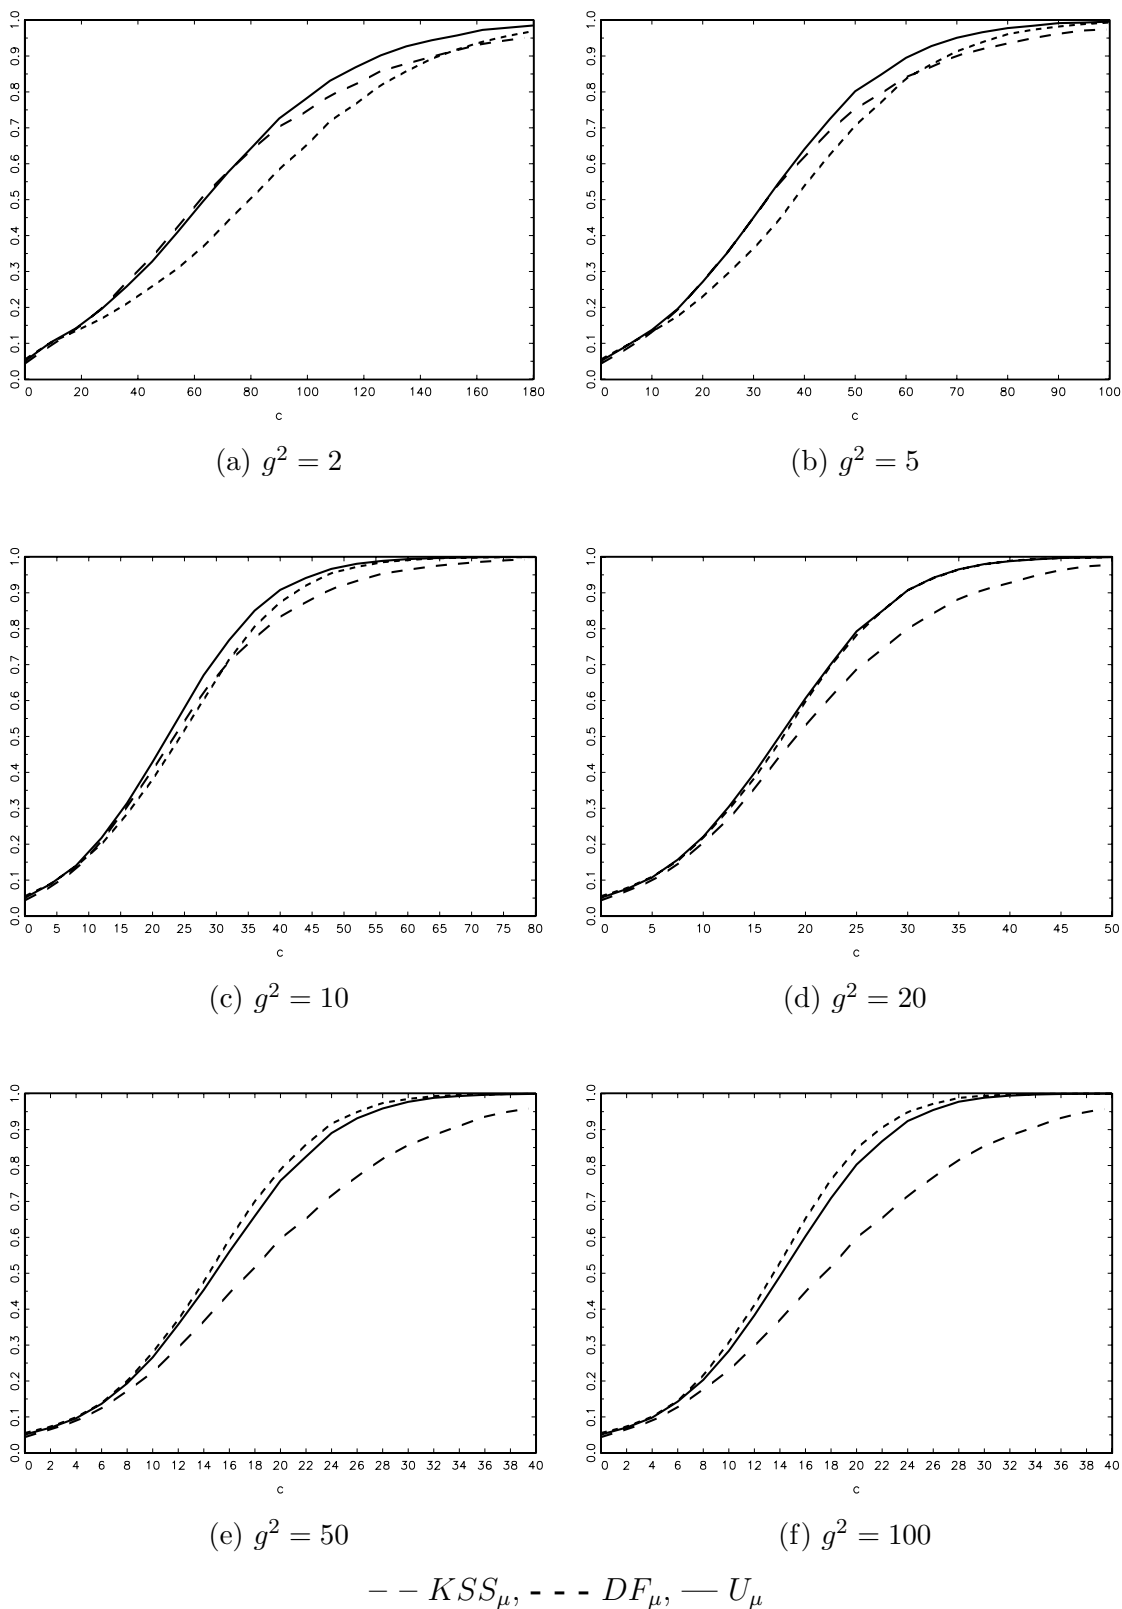 0.0 0.1 0.2 0.3 0.4 0.5 0.6 0.7 0.8 0.9 1.0
0 20 40 60 80 100 120 140 160 180
c
(a) g² = 2
0.0 0.1 0.2 0.3 0.4 0.5 0.6 0.7 0.8 0.9 1.0
0 10 20 30 40 50 60 70 80 90 100
c
(b) g² = 5
0.0 0.1 0.2 0.3 0.4 0.5 0.6 0.7 0.8 0.9 1.0
0 5 10 15 20 25 30 35 40 45 50 55 60 65 70 75 80
c
(c) g² = 10
0.0 0.1 0.2 0.3 0.4 0.5 0.6 0.7 0.8 0.9 1.0
0 5 10 15 20 25 30 35 40 45 50
c
(d) g² = 20
0.0 0.1 0.2 0.3 0.4 0.5 0.6 0.7 0.8 0.9 1.0
0 2 4 6 8 10 12 14 16 18 20 22 24 26 28 30 32 34 36 38 40
c
(e) g² = 50
0.0 0.1 0.2 0.3 0.4 0.5 0.6 0.7 0.8 0.9 1.0
0 2 4 6 8 10 12 14 16 18 20 22 24 26 28 30 32 34 36 38 40
c
(f) g² = 100
– – KSS_μ, - - - DF_μ, — U_μ